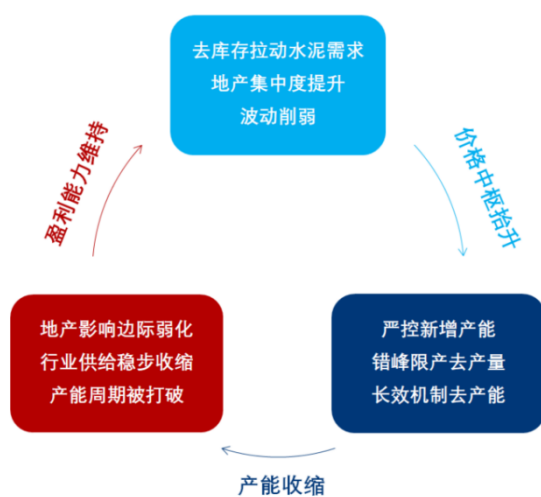 去库存拉动水泥需求
地产集中度提升
波动削弱
价格中枢抬升
严控新增产能
错峰限产去产量
长效机制去产能
产能收缩
地产影响边际弱化
行业供给稳步收缩
产能周期被打破
盈利能力维持